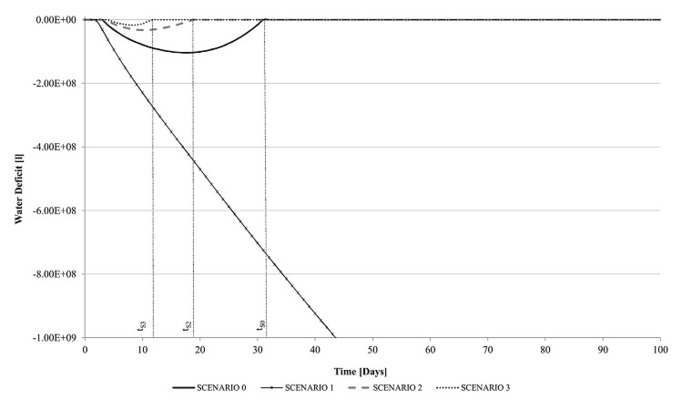 0.00E+00
-2.00E+08
-4.00E+08
-6.00E+08
-8.00E+08
-1.00E+09
Water Deficit [l]
tS3
tS2
tS0
0 10 20 30 40 50 60 70 80 90 100
Time [Days]
SCENARIO 0 SCENARIO 1 SCENARIO 2 SCENARIO 3